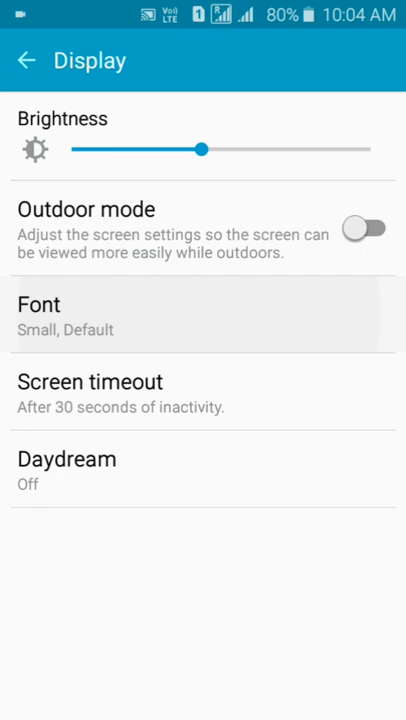 Vo))
LTE
1
R
80%
10:04 AM
Display
Brightness
Outdoor mode
Adjust the screen settings so the screen can
be viewed more easily while outdoors.
Font
Small, Default
Screen timeout
After 30 seconds of inactivity.
Daydream
Off